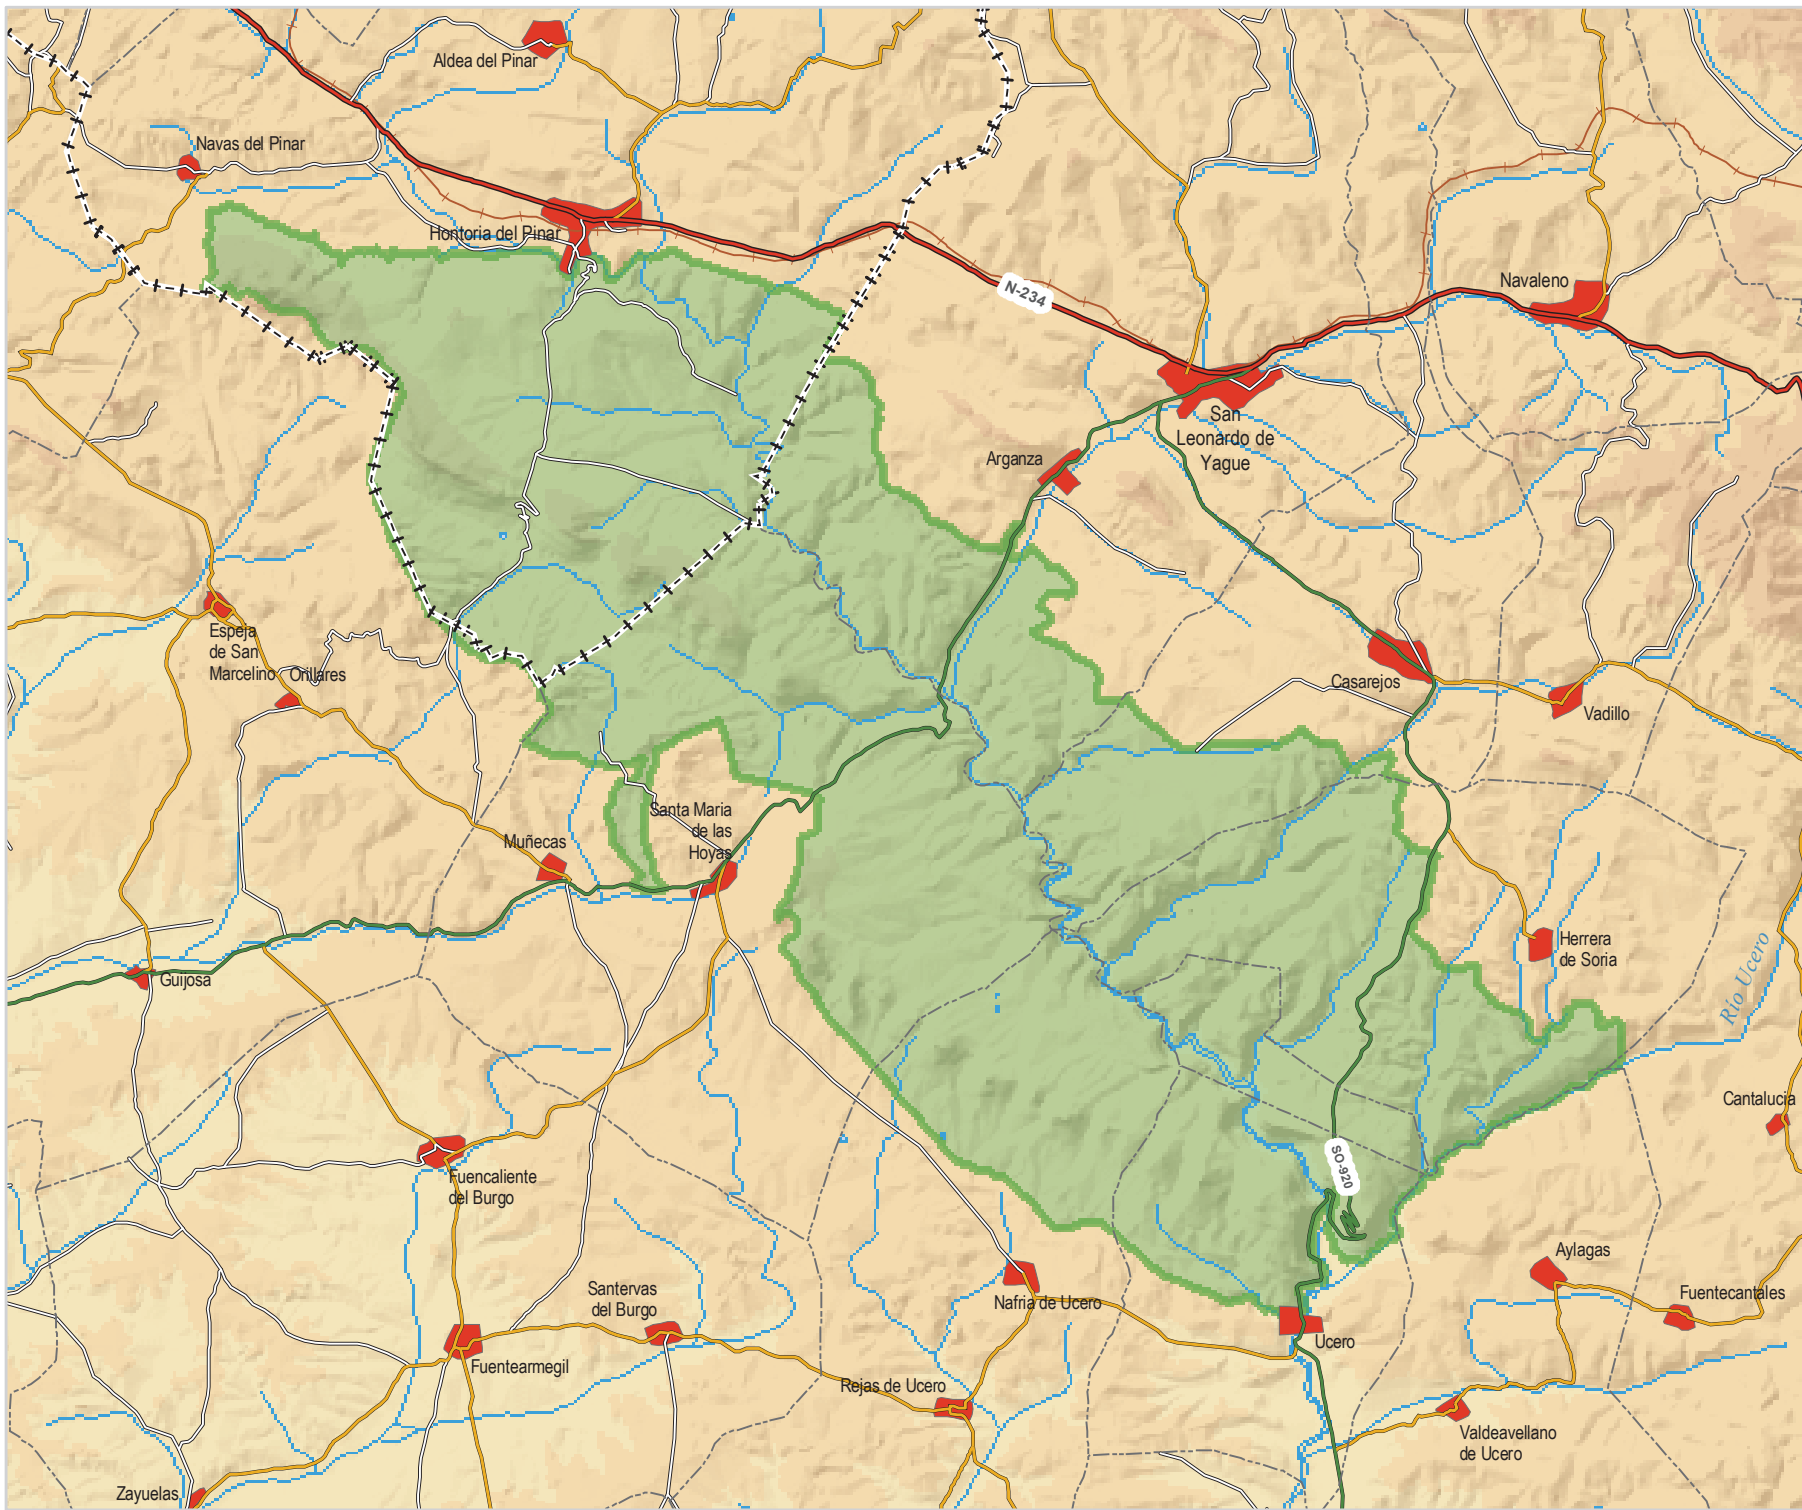 Aldea del Pinar
Navas del Pinar
Hontoria del Pinar
N-234
Navaleno
San
Leonardo de
Yague
Arganza
Espeja
de San
Marcelino
Orillares
Casarejos
Vadillo
Santa Maria
de las
Hoyas
Muñecas
Herrera
de Soria
Río Ucero
Guijosa
Cantalucia
SO-920
Fuencaliente
del Burgo
Aylagas
Fuentecantales
Santervas
del Burgo
Nafria de Ucero
Ucero
Fuentearmegil
Rejas de Ucero
Valdeavellano
de Ucero
Zayuelas